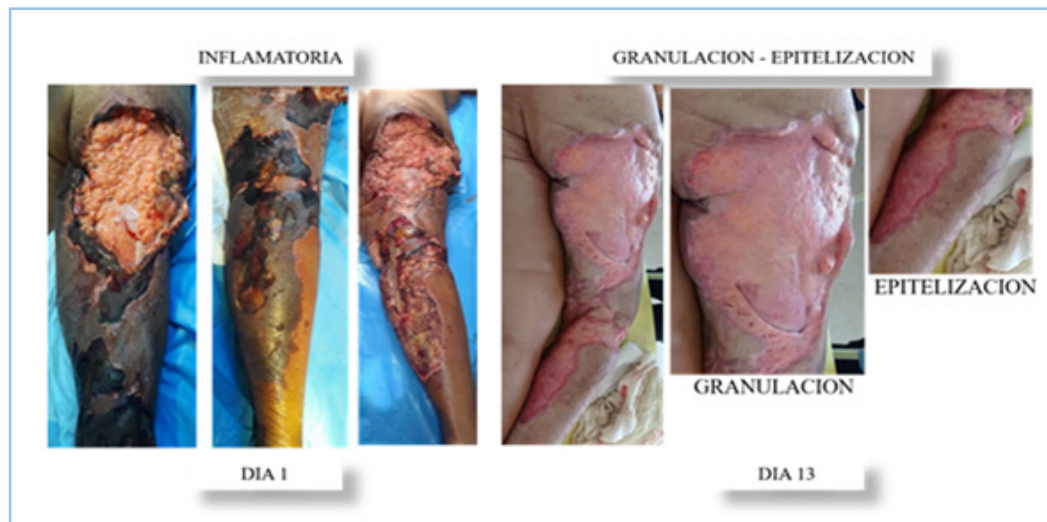 INFLAMATORIA
GRANULACION - EPITELIZACION
EPITELIZACION
GRANULACION
DIA 1
DIA 13